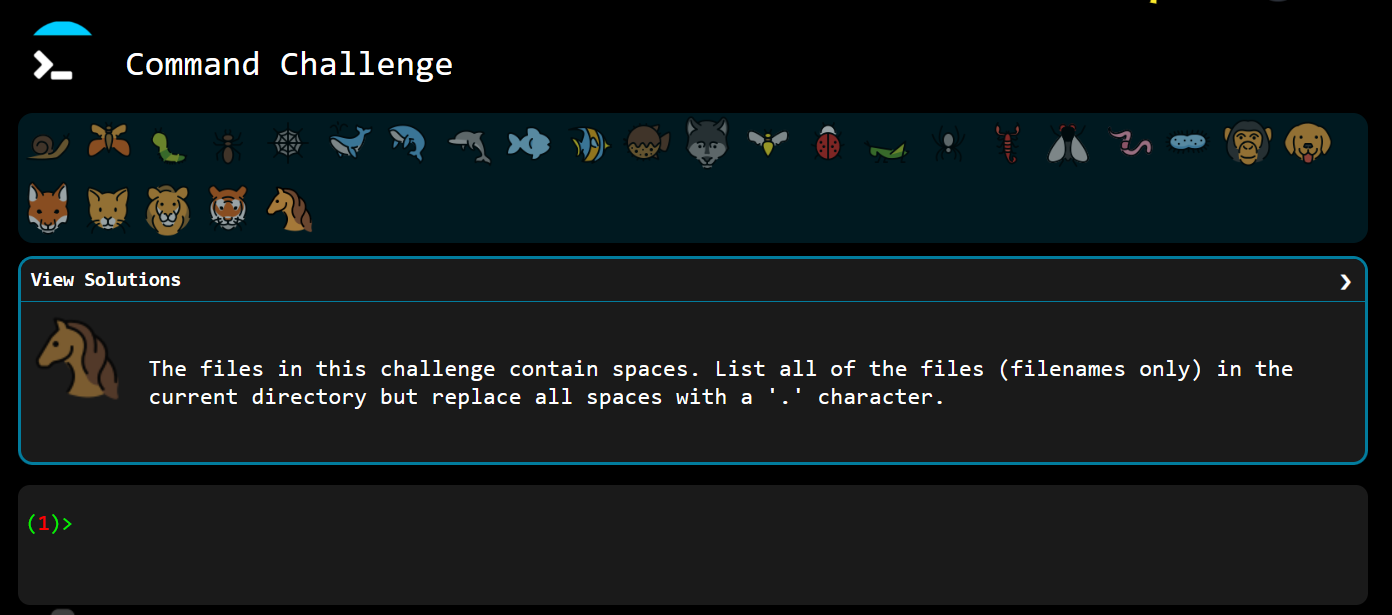 Command Challenge
View Solutions
The files in this challenge contain spaces. List all of the files (filenames only) in the
current directory but replace all spaces with a '.' character.
(1)>